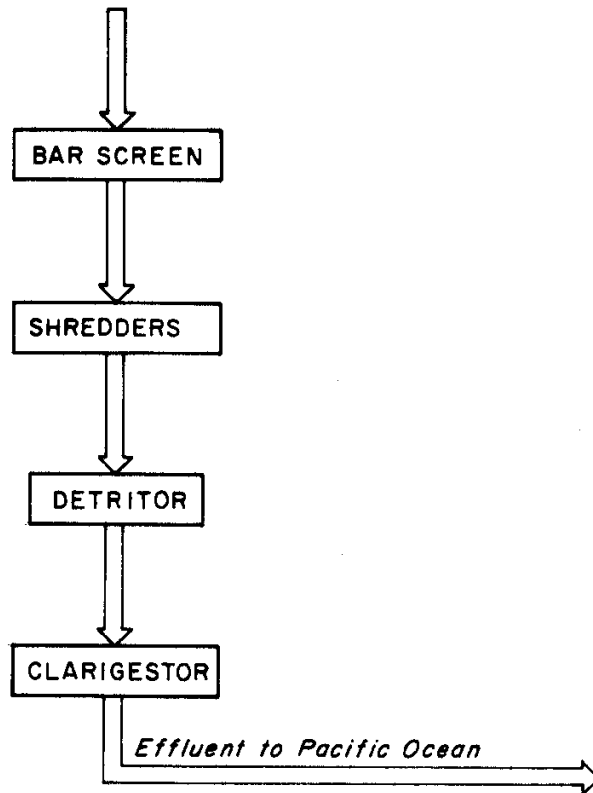 BAR SCREEN
SHREDDERS
DETRITOR
CLARIGESTOR
Effluent to Pacific Ocean